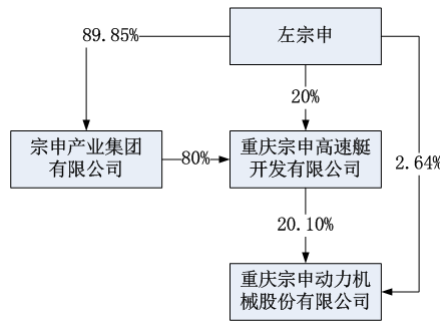 左宗申
89.85%
20%
宗申产业集团
有限公司
80%
重庆宗申高速艇
开发有限公司
2.64%
20.10%
重庆宗申动力机
械股份有限公司